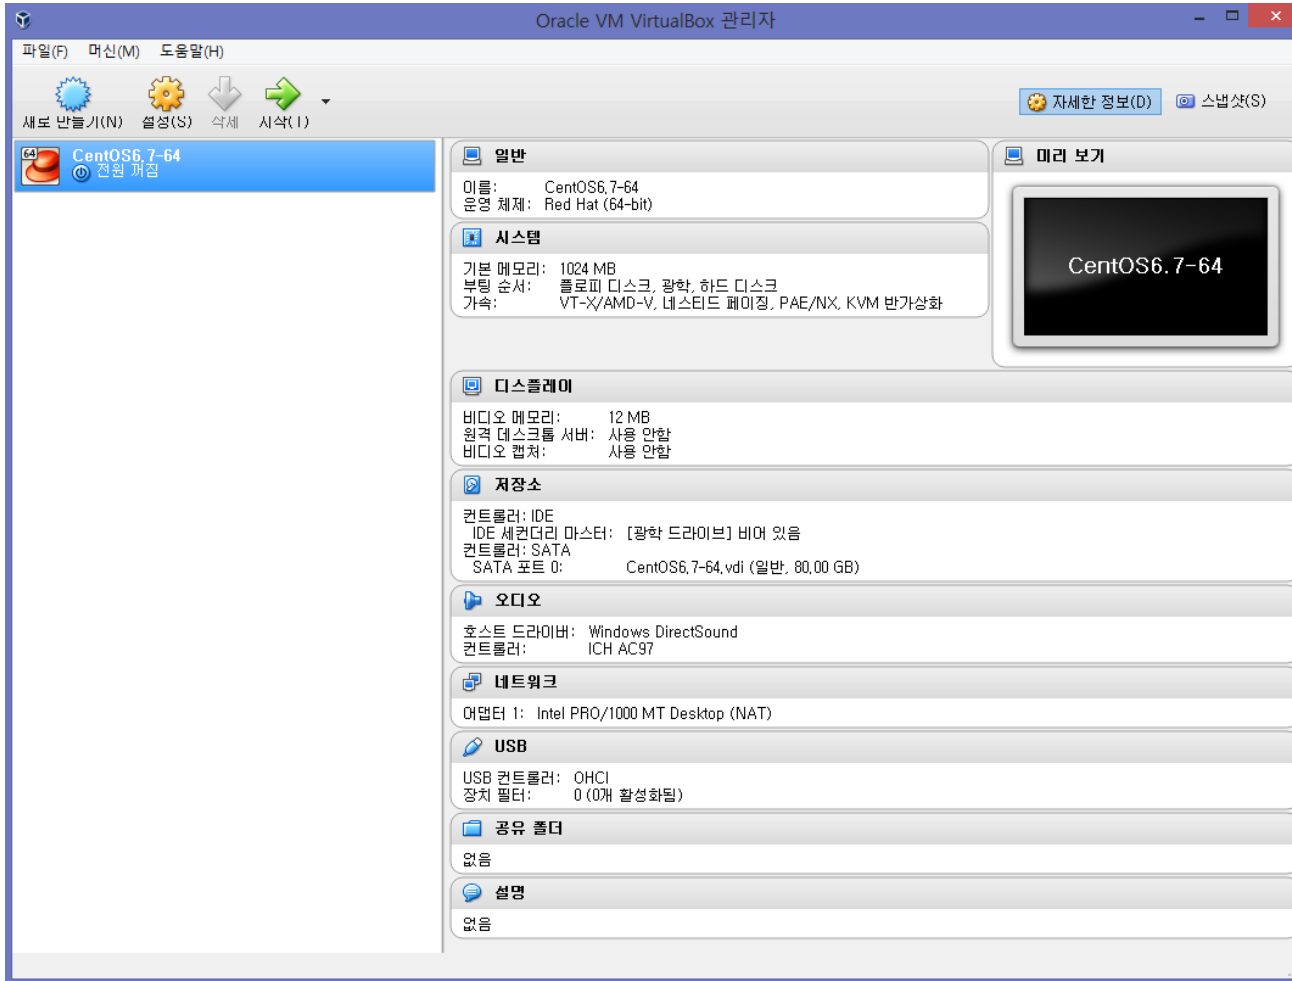 Oracle VM VirtualBox 관리자
파일(F) 머신(M) 도움말(H)
새로 만들기(N) 설정(S) 삭제 시작(T)
자세한 정보(D) 스냅샷(S)
64
CentOS6.7-64
전원 꺼짐
일반
이름: CentOS6.7-64
운영 체제: Red Hat (64-bit)
시스템
기본 메모리: 1024 MB
부팅 순서: 플로피 디스크, 광학, 하드 디스크
가속: VT-X/AMD-V, 네스티드 페이징, PAE/NX, KVM 반가상화
미리 보기
CentOS6.7-64
디스플레이
비디오 메모리: 12 MB
원격 데스크톱 서버: 사용 안함
비디오 캡처: 사용 안함
저장소
컨트롤러: IDE
IDE 세컨더리 마스터: [광학 드라이브] 비어 있음
컨트롤러: SATA
SATA 포트 0: CentOS6.7-64.vdi (일반, 80.00 GB)
오디오
호스트 드라이버: Windows DirectSound
컨트롤러: ICH AC97
네트워크
어댑터 1: Intel PRO/1000 MT Desktop (NAT)
USB
USB 컨트롤러: OHCI
장치 필터: 0 (0개 활성화됨)
공유 폴더
없음
설명
없음